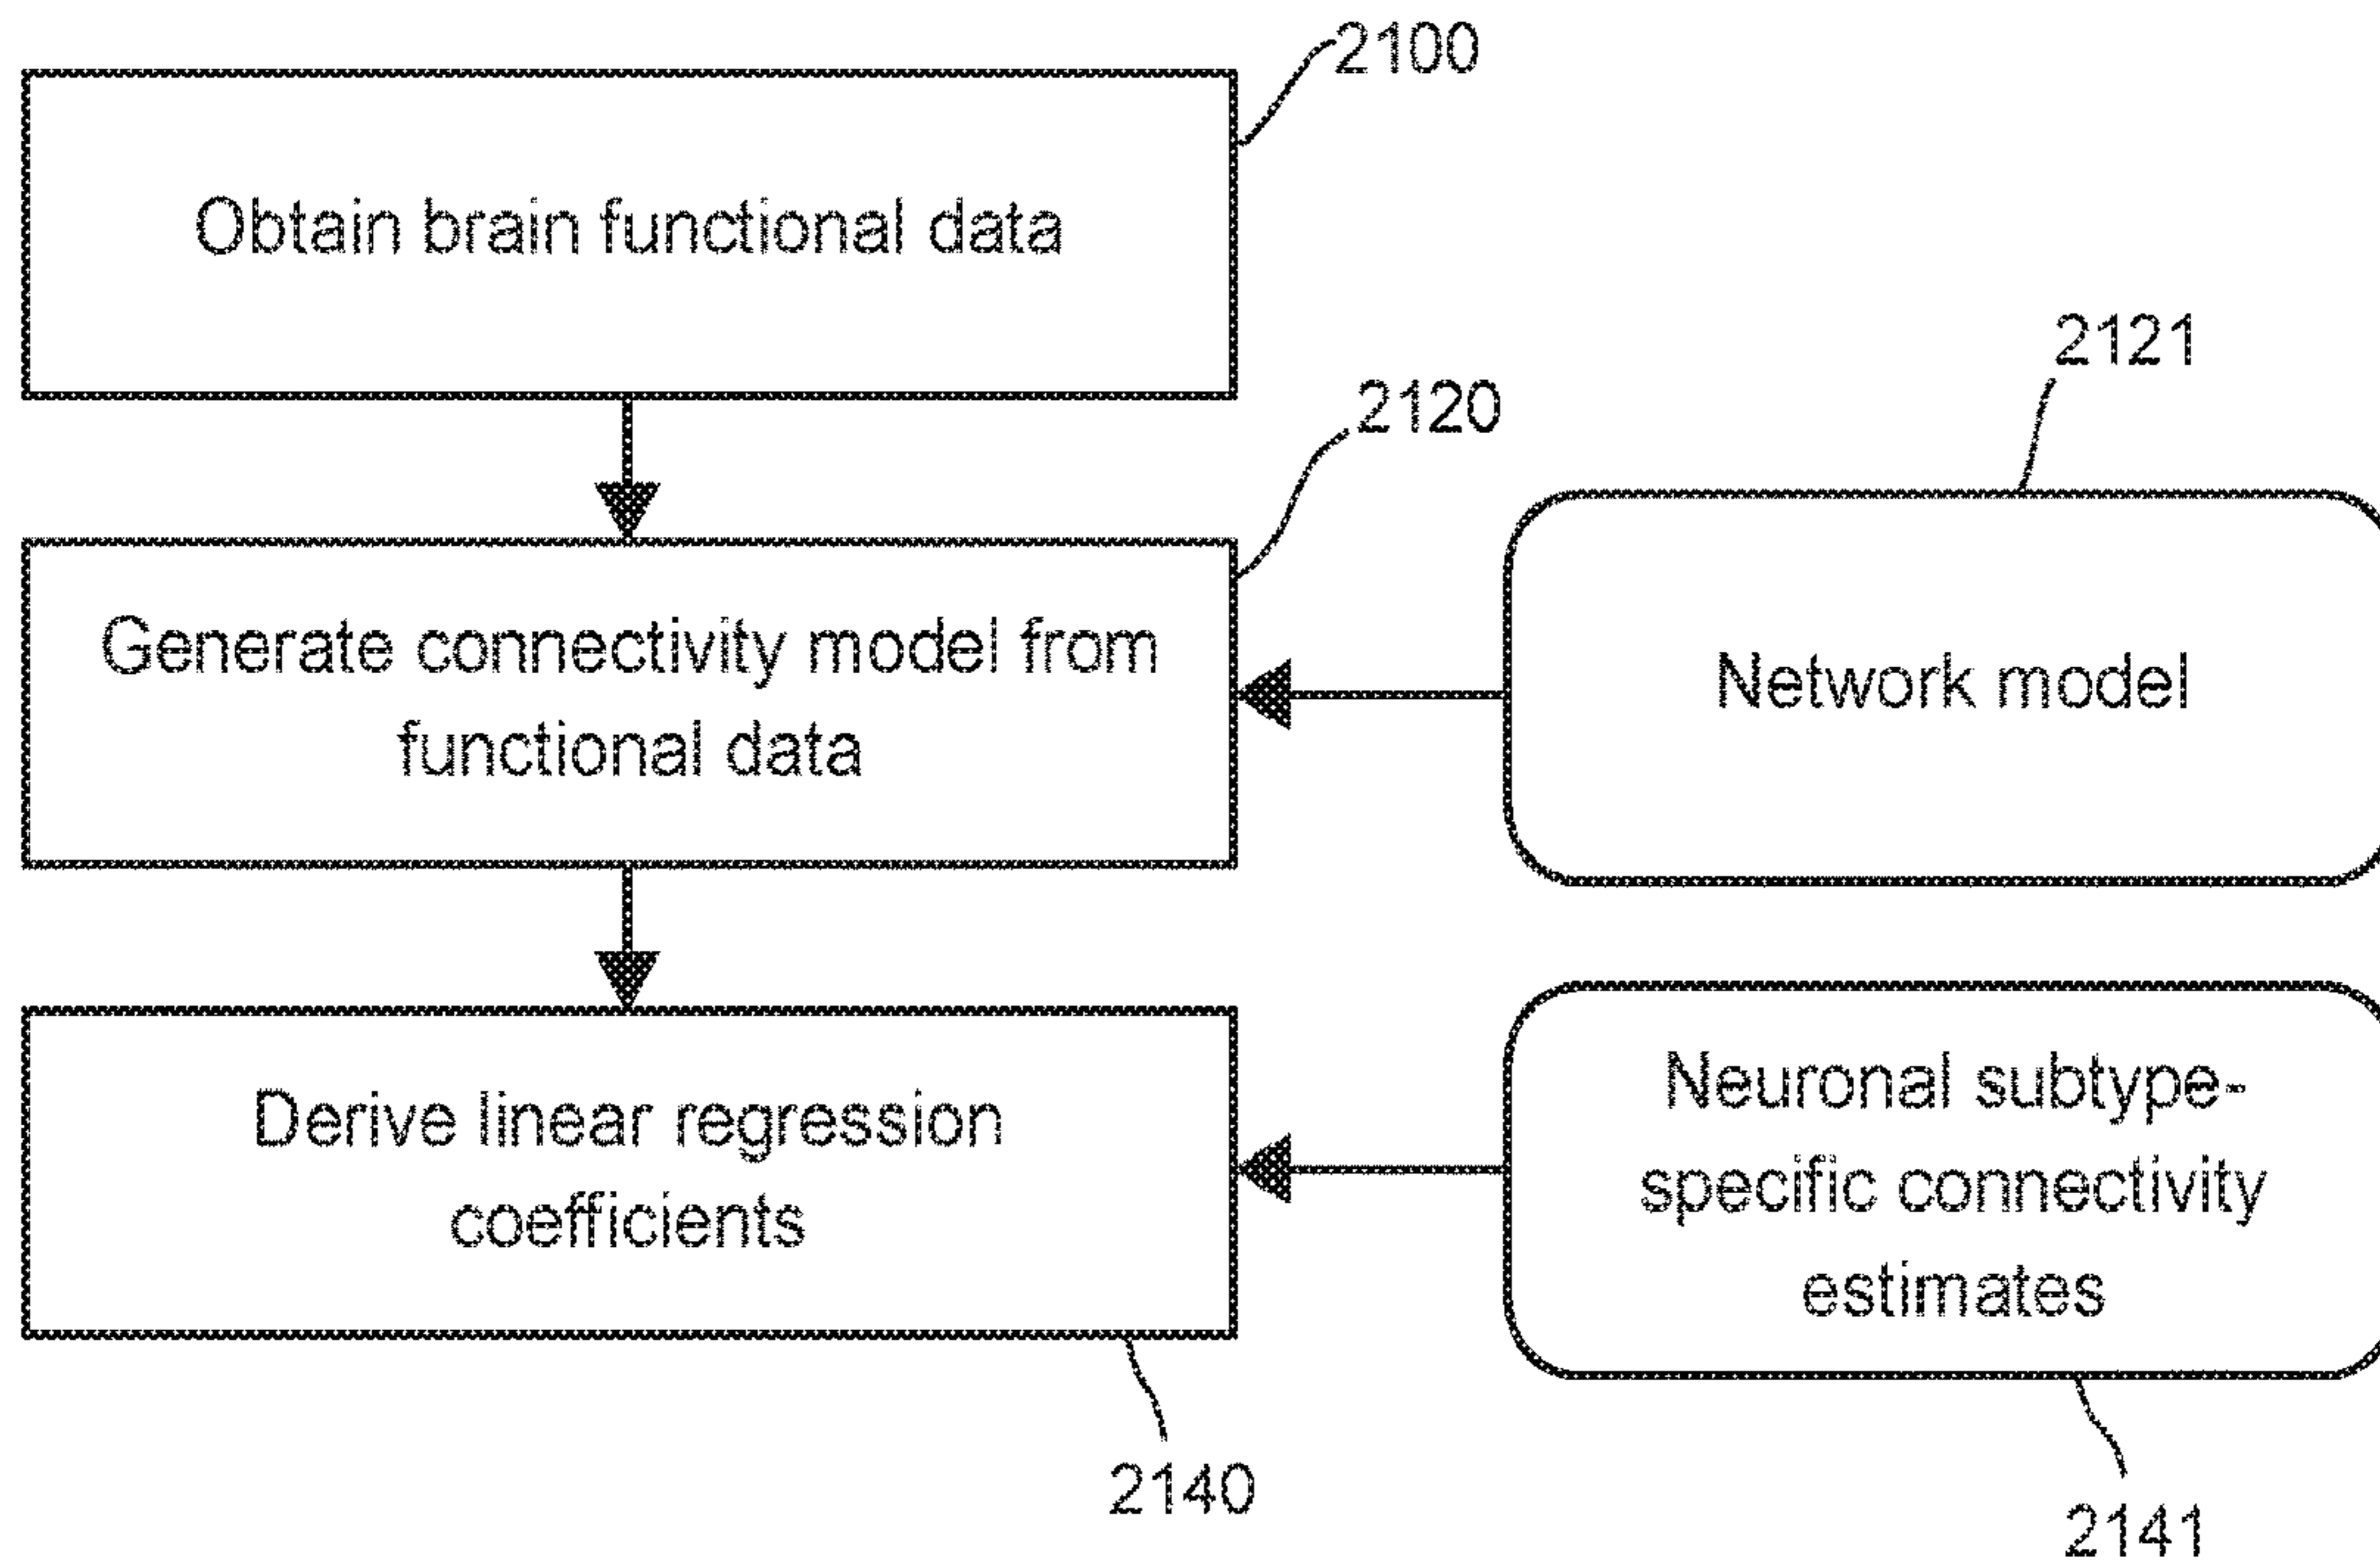 2100
Obtain brain functional data
2121
2120
Generate connectivity model from
functional data
Network model
Derive linear regression
coefficients
Neuronal subtype-
specific connectivity
estimates
2140
2141